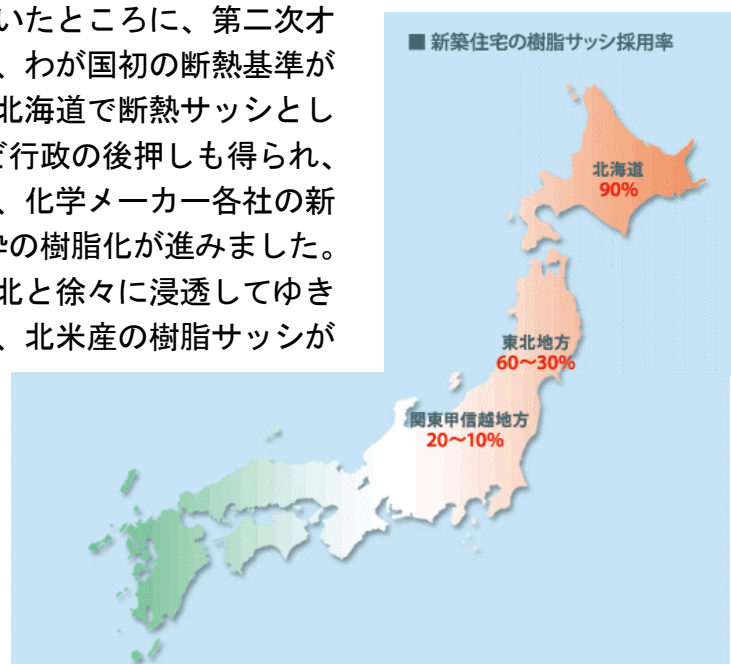 いたところに、第二次オ
、わが国初の断熱基準が
北海道で断熱サッシとし
ど行政の後押しも得られ、
、化学メーカー各社の新
の樹脂化が進みました。
北と徐々に浸透してゆき
、北米産の樹脂サッシが
■ 新築住宅の樹脂サッシ採用率
北海道
90%
東北地方
60〜30%
関東甲信越地方
20〜10%